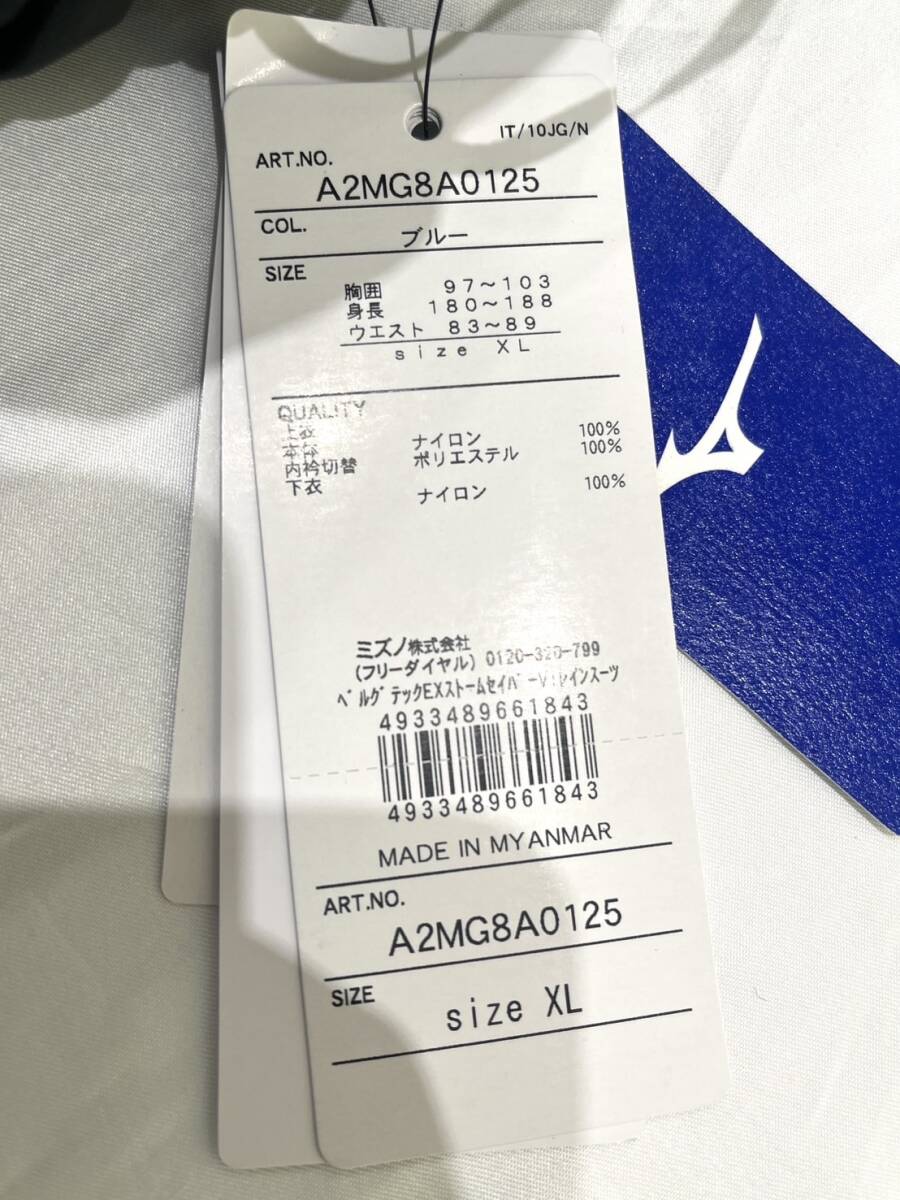 IT/10JG/N
ART.NO.
A2MG8A0125
COL.
ブルー
SIZE
胸囲 97～103
身長 180～188
ウエスト 83～89
size XL
QUALITY
上衣
本体 ナイロン 100%
内衿切替 ポリエステル 100%
下衣
ナイロン 100%
ミズノ株式会社
(フリーダイヤル) 0120-320-799
ベルグテックEXストームセイバーVIレインスーツ
4933489661843
4933489661843
MADE IN MYANMAR
ART.NO.
A2MG8A0125
SIZE
size XL